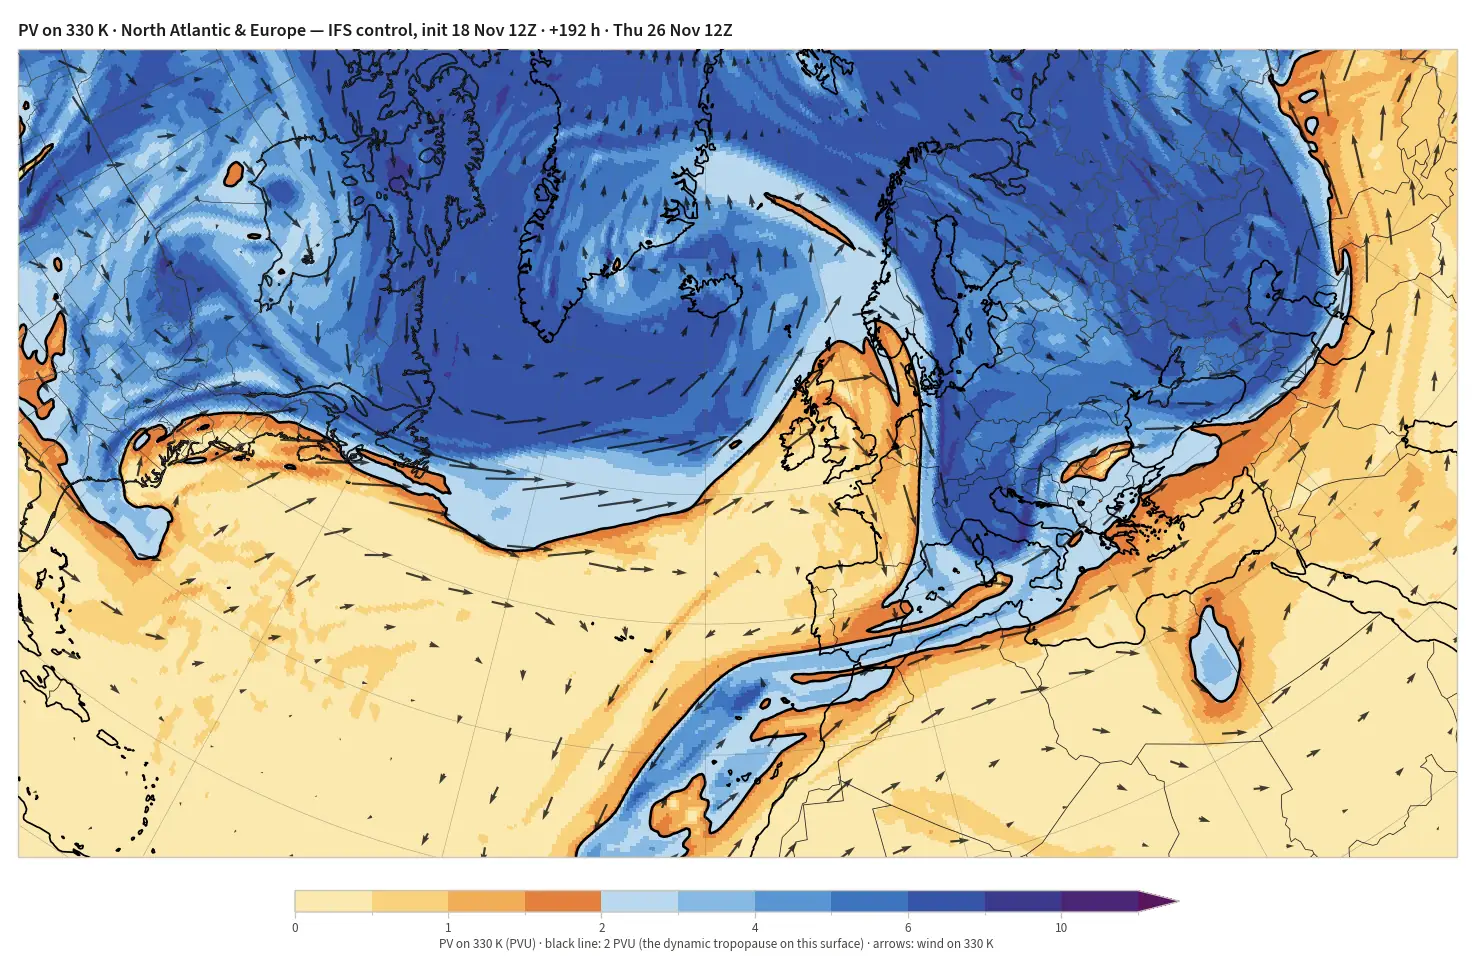 PV on 330 K · North Atlantic & Europe — IFS control, init 18 Nov 12Z · +192 h · Thu 26 Nov 12Z
0 1 2 4 6 10
PV on 330 K (PVU) · black line: 2 PVU (the dynamic tropopause on this surface) · arrows: wind on 330 K